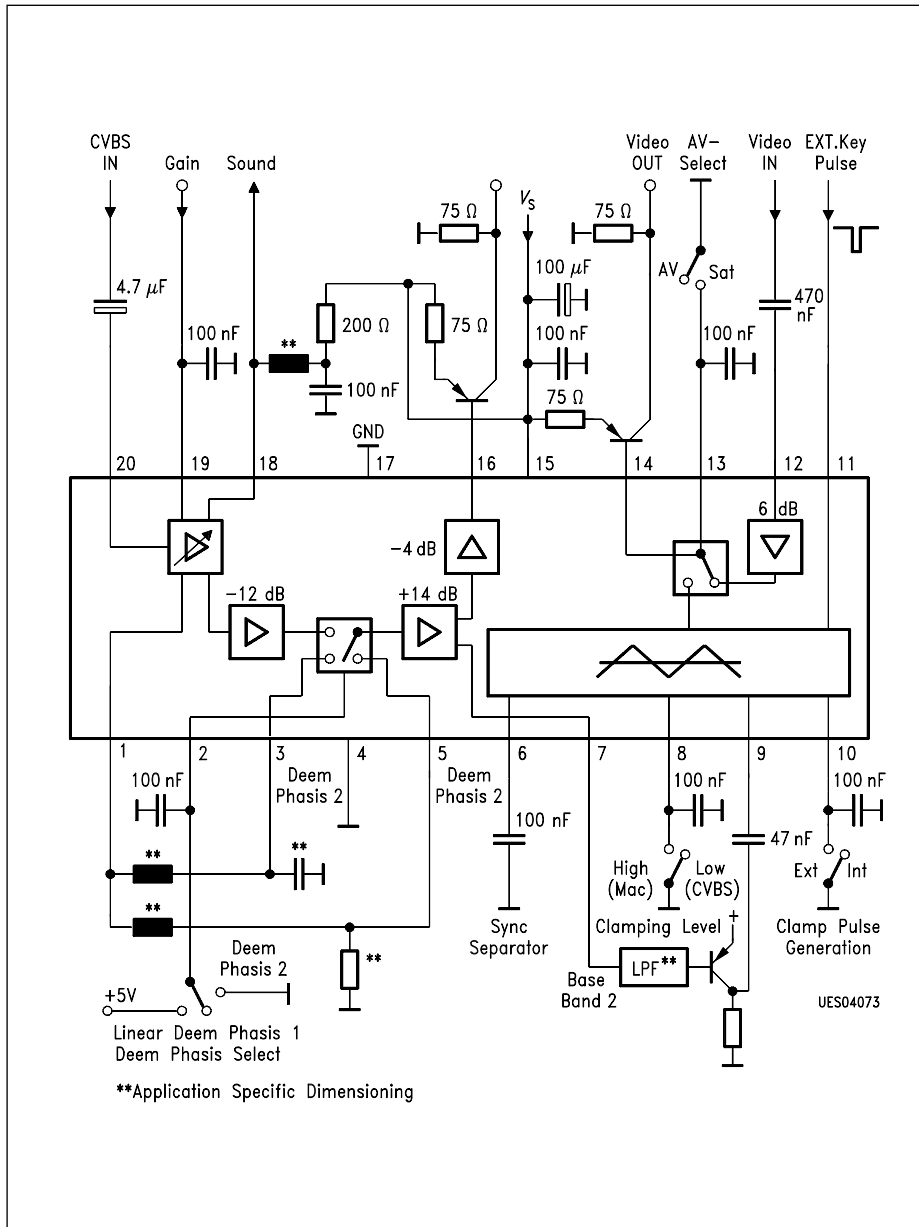 CVBS
IN
Gain
Sound
Video
OUT
AV-
Select
Video
IN
EXT.Key
Pulse
75 Ω
VS
75 Ω
4.7 μF
100 μF
AV
Sat
470
nF
100 nF
**
200 Ω
75 Ω
100 nF
100 nF
100 nF
75 Ω
GND
20
19
18
17
16
15
14
13
12
11
6 dB
-4 dB
-12 dB
+14 dB
1
2
3
4
5
6
7
8
9
10
Deem
Phasis 2
Deem
Phasis 2
100 nF
100 nF
100 nF
100 nF
47 nF
**
**
High
(Mac)
Low
(CVBS)
Ext
Int
**
Sync
Separator
Clamping Level
+
Clamp Pulse
Generation
Deem
Phasis 2
**
Base
Band 2
LPF**
UES04073
+5V
Linear Deem Phasis 1
Deem Phasis Select
**Application Specific Dimensioning